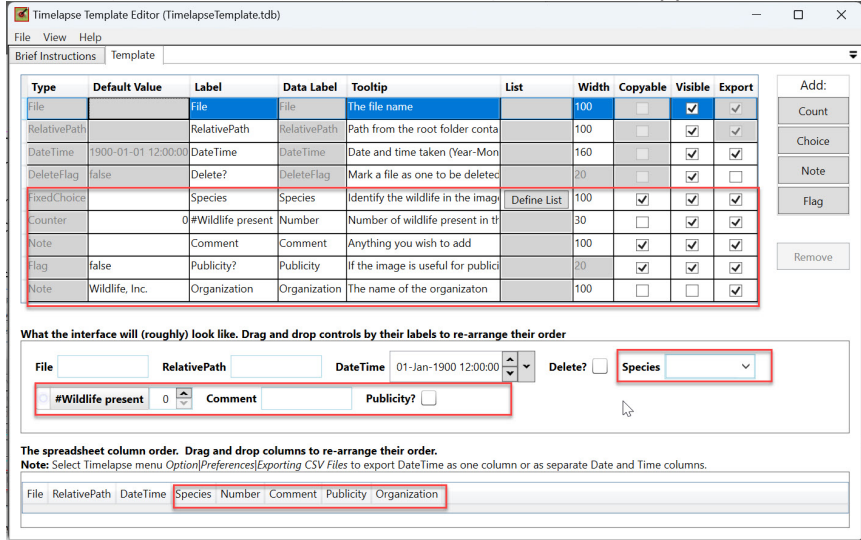 Timelapse Template Editor (TimelapseTemplate.tdb)
File View Help
Brief Instructions Template
Type Default Value Label Data Label Tooltip List Width Copyable Visible Export
File File File The file name 100
RelativePath RelativePath RelativePath Path from the root folder conta 100
DateTime 1900-01-01 12:00:00 DateTime DateTime Date and time taken (Year-Mon 160
DeleteFlag false Delete? DeleteFlag Mark a file as one to be deleted 20
FixedChoice Species Species Identify the wildlife in the imag Define List 100
Counter 0 #Wildlife present Number Number of wildlife present in th 30
Note Comment Comment Anything you wish to add 100
Flag false Publicity? Publicity If the image is useful for publici 20
Note Wildlife, Inc. Organization Organization The name of the organizaton 100
Add:
Count
Choice
Note
Flag
Remove
What the interface will (roughly) look like. Drag and drop controls by their labels to re-arrange their order
File RelativePath DateTime 01-Jan-1900 12:00:00 Delete? Species
#Wildlife present 0 Comment Publicity?
The spreadsheet column order. Drag and drop columns to re-arrange their order.
Note: Select Timelapse menu Option|Preferences|Exporting CSV Files to export DateTime as one column or as separate Date and Time columns.
File RelativePath DateTime Species Number Comment Publicity Organization